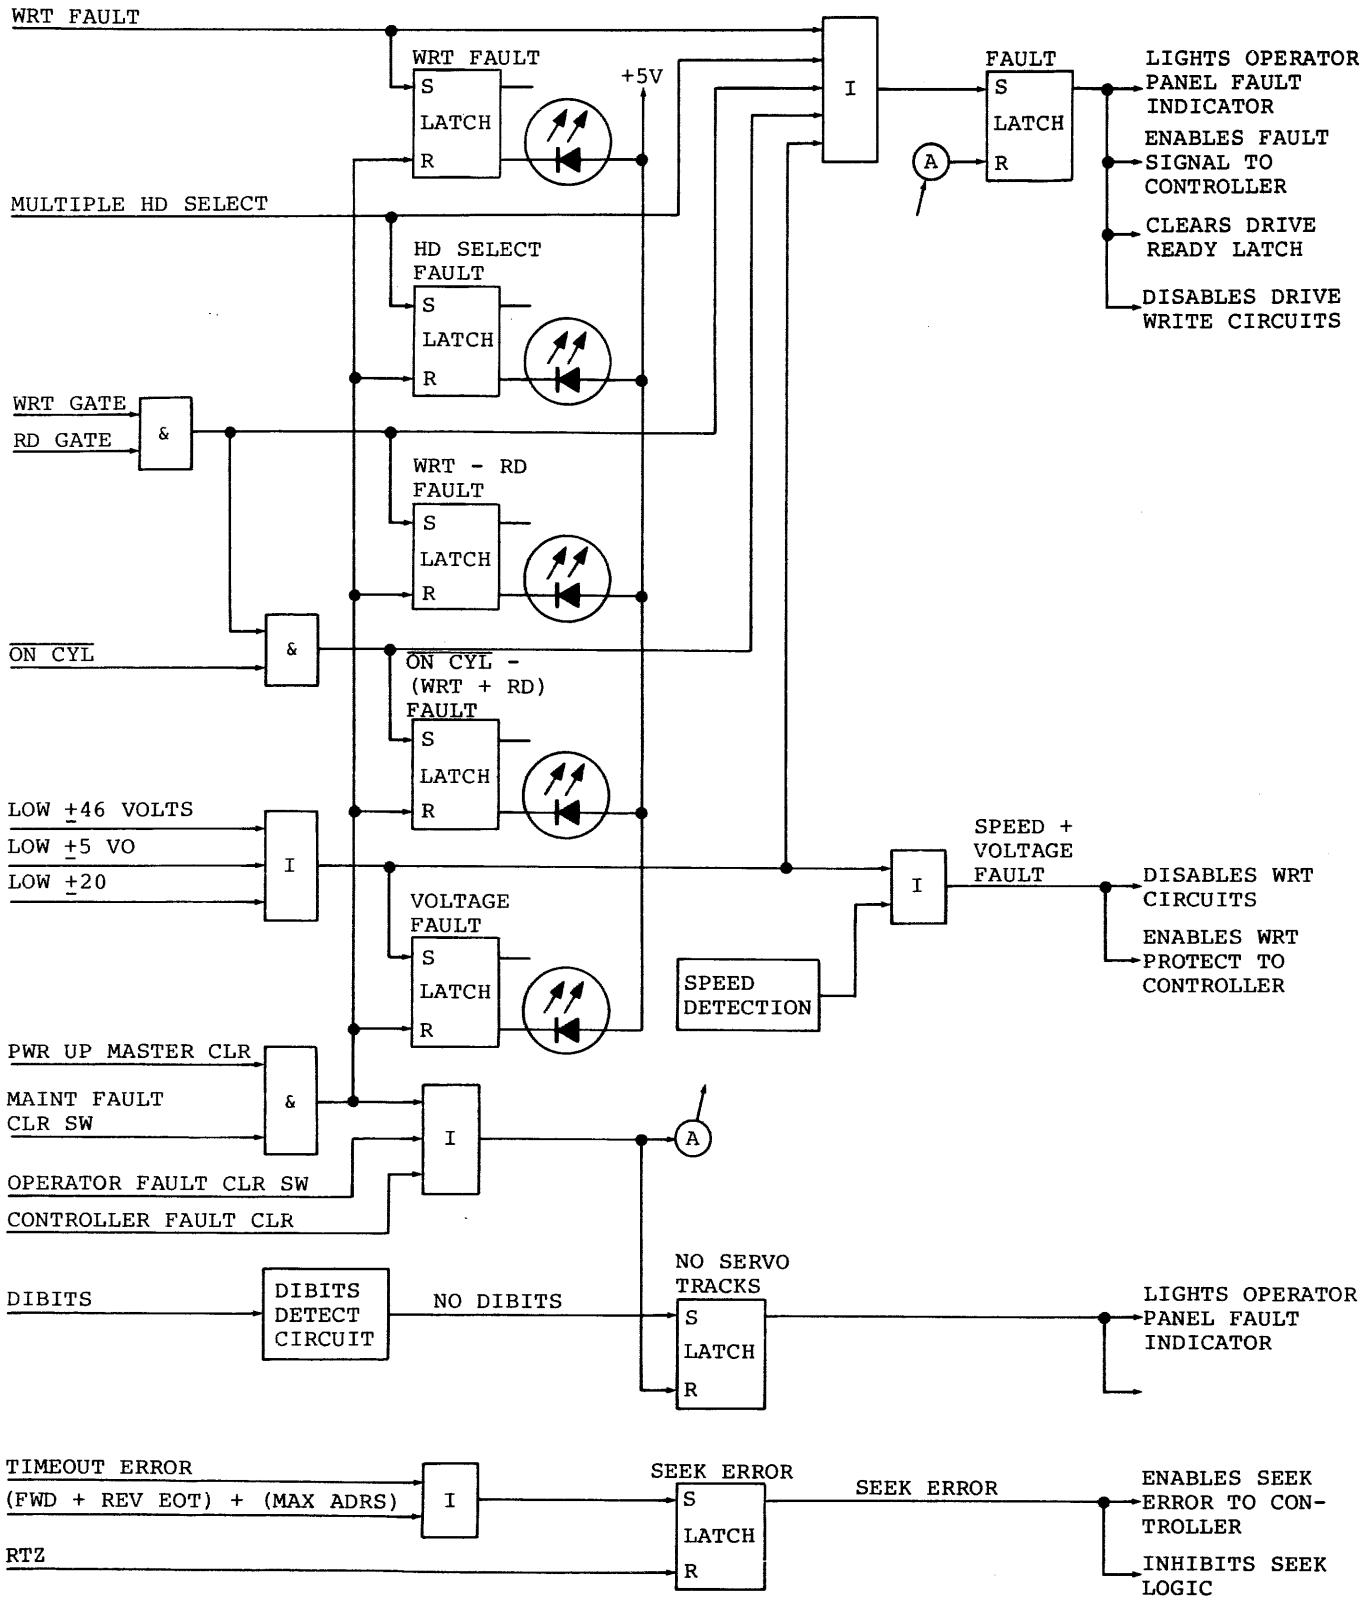 WRT FAULT
WRT FAULT
S
LATCH
R
+5V
I
FAULT
S
LATCH
R
A
LIGHTS OPERATOR
PANEL FAULT
INDICATOR
ENABLES FAULT
SIGNAL TO
CONTROLLER
CLEARS DRIVE
READY LATCH
DISABLES DRIVE
WRITE CIRCUITS
MULTIPLE HD SELECT
HD SELECT
FAULT
S
LATCH
R
WRT GATE
RD GATE
&
WRT - RD
FAULT
S
LATCH
R
ON CYL
&
ON CYL -
(WRT + RD)
FAULT
S
LATCH
R
LOW ±46 VOLTS
LOW ±5 VO
LOW ±20
I
VOLTAGE
FAULT
S
LATCH
R
I
SPEED +
VOLTAGE
FAULT
SPEED
DETECTION
DISABLES WRT
CIRCUITS
ENABLES WRT
PROTECT TO
CONTROLLER
PWR UP MASTER CLR
MAINT FAULT
CLR SW
&
OPERATOR FAULT CLR SW
CONTROLLER FAULT CLR
I
A
DIBITS
DIBITS
DETECT
CIRCUIT
NO DIBITS
NO SERVO
TRACKS
S
LATCH
R
LIGHTS OPERATOR
PANEL FAULT
INDICATOR
TIMEOUT ERROR
(FWD + REV EOT) + (MAX ADRS)
RTZ
I
SEEK ERROR
S
LATCH
R
SEEK ERROR
ENABLES SEEK
ERROR TO CON-
TROLLER
INHIBITS SEEK
LOGIC